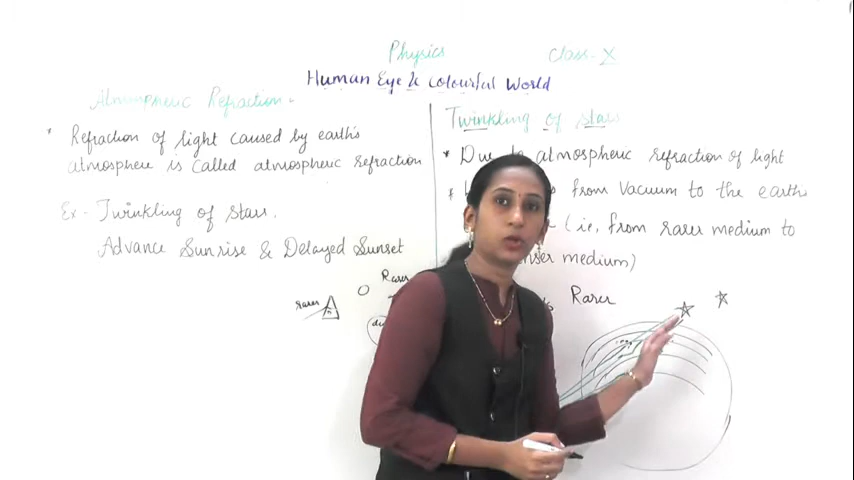 Physics Class-X
Human Eye & Colourful World
Atmospheric Refraction.
* Refraction of light caused by earth's
atmosphere is called atmospheric refraction
Ex- Twinkling of stars.
Advance Sunrise & Delayed Sunset
rarer
Rarer
Twinkling of stars
* Due to atmospheric refraction of light
* from Vacuum to the earth
(ie, from rarer medium to
medium)
Rarer